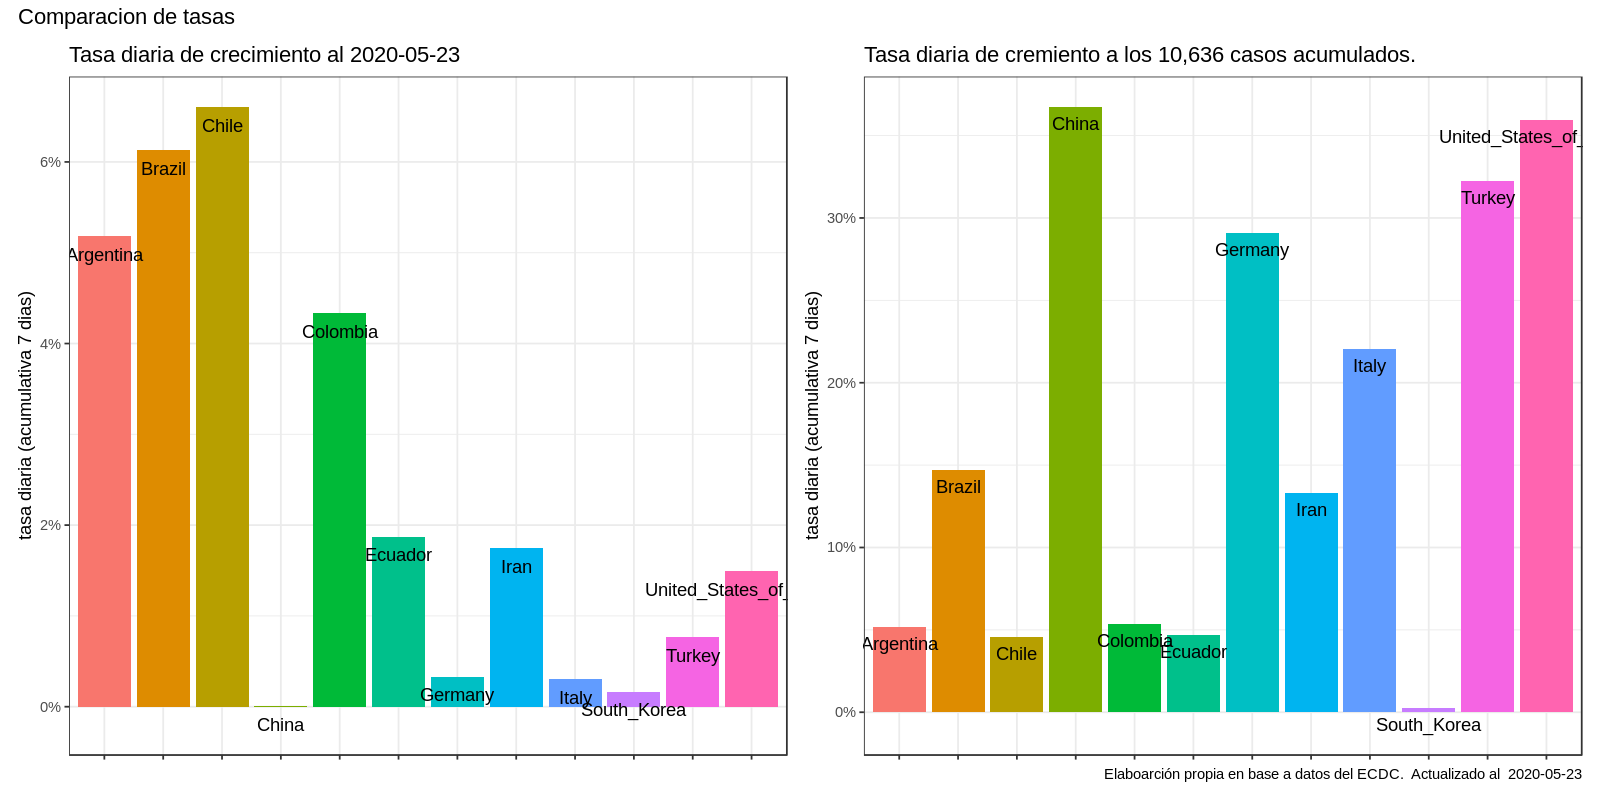 Comparacion de tasas
Tasa diaria de crecimiento al 2020-05-23
tasa diaria (acumulativa 7 dias)
6%
4%
2%
0%
Argentina
Brazil
Chile
China
Colombia
Ecuador
Germany
Iran
Italy
South_Korea
Turkey
United_States_of_
Tasa diaria de cremiento a los 10,636 casos acumulados.
tasa diaria (acumulativa 7 dias)
30%
20%
10%
0%
Argentina
Brazil
Chile
China
Colombia
Ecuador
Germany
Iran
Italy
South_Korea
Turkey
United_States_of_
Elaboarción propia en base a datos del ECDC.  Actualizado al  2020-05-23